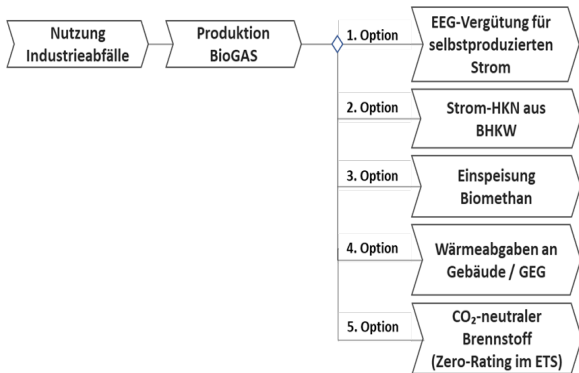 Nutzung
Industrieabfälle
Produktion
BioGAS
1. Option
EEG-Vergütung für
selbstproduzierten
Strom
2. Option
Strom-HKN aus
BHKW
3. Option
Einspeisung
Biomethan
4. Option
Wärmeabgaben an
Gebäude / GEG
5. Option
CO₂-neutraler
Brennstoff
(Zero-Rating im ETS)